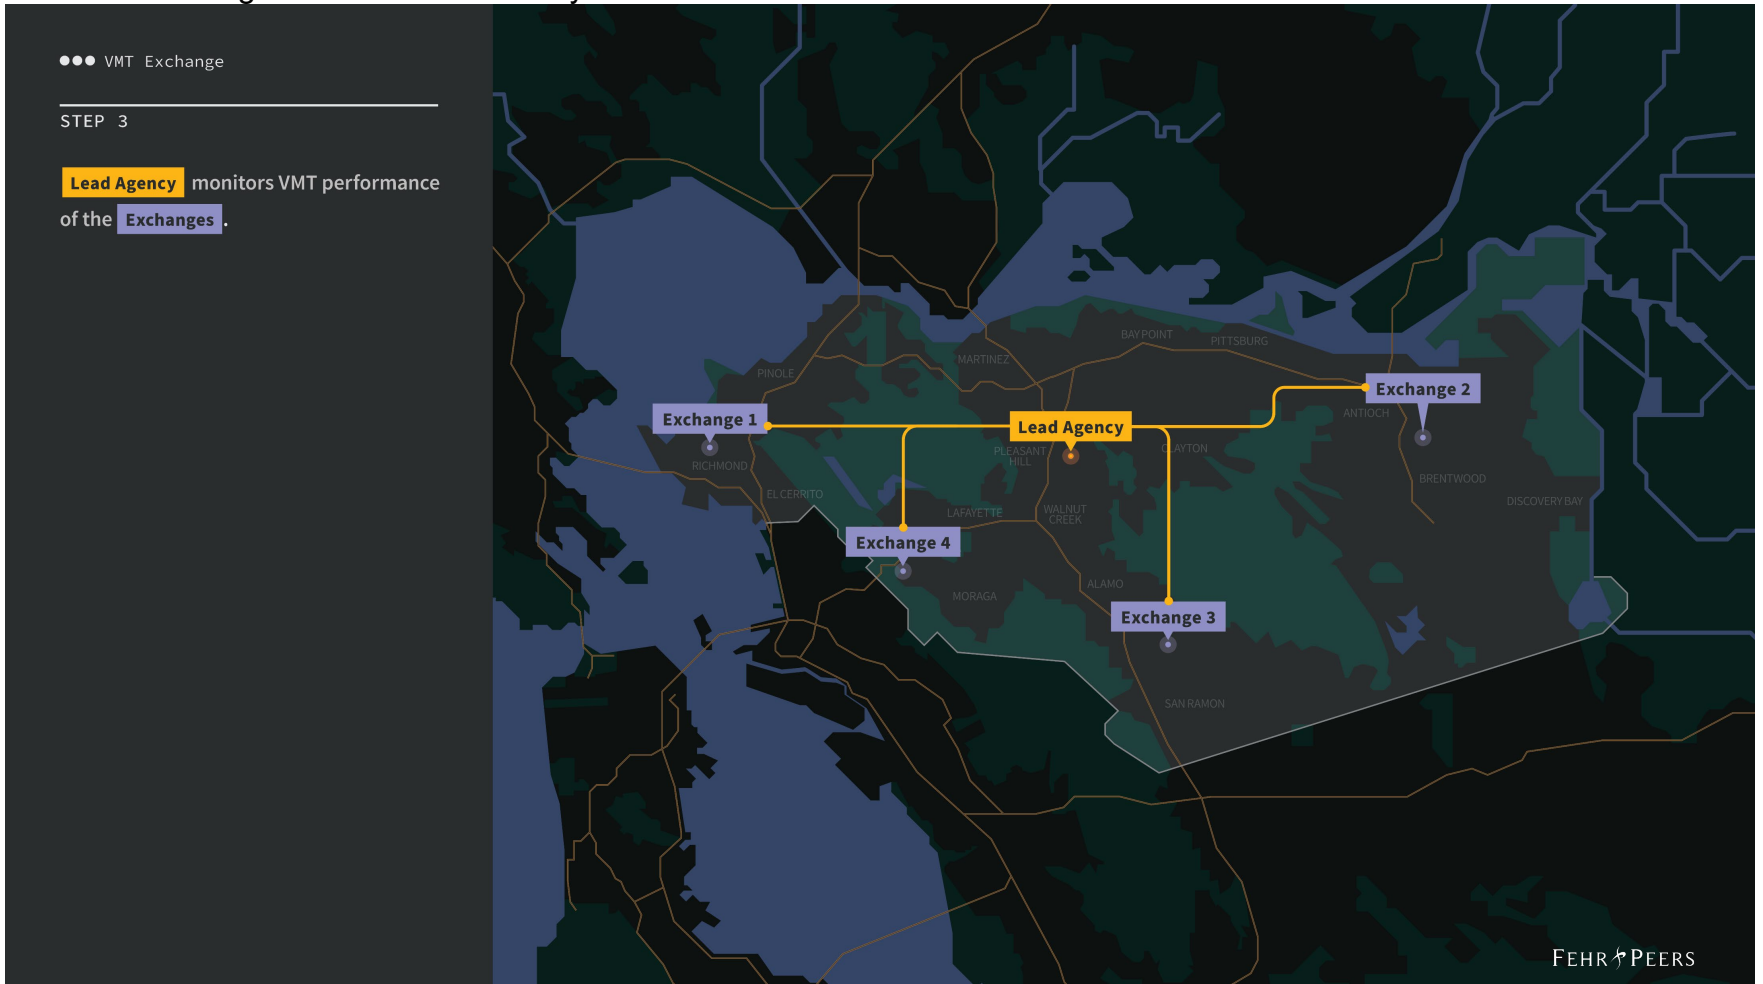 VMT Exchange
STEP 3
Lead Agency monitors VMT performance
of the Exchanges.
BAY POINT
PITTSBURG
MARTINEZ
PINOLE
Exchange 2
Exchange 1
ANTIOCH
Lead Agency
CLAYTON
PLEASANT
HILL
RICHMOND
BRENTWOOD
EL CERRITO
DISCOVERY BAY
LAFAYETTE
WALNUT
CREEK
Exchange 4
ALAMO
MORAGA
Exchange 3
SAN RAMON
FEHR PEERS